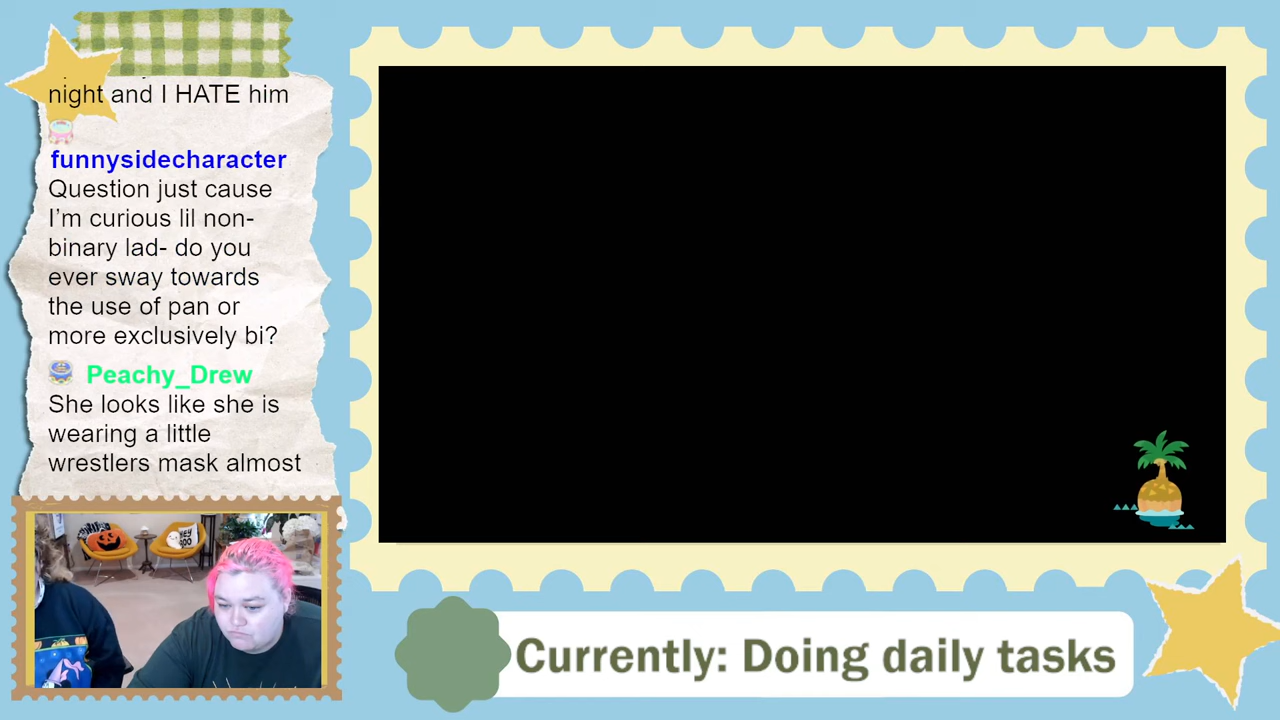 night and I HATE him
funnysidecharacter
Question just cause
I'm curious lil non-
binary lad- do you
ever sway towards
the use of pan or
more exclusively bi?
Peachy_Drew
She looks like she is
wearing a little
wrestlers mask almost
HEY
BOO
Currently: Doing daily tasks